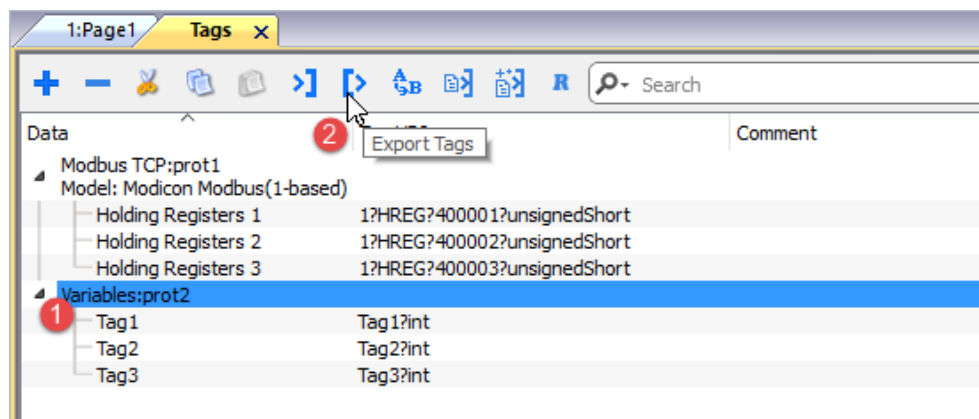 1:Page1 Tags
Search
Data Comment
2
Export Tags
Modbus TCP:prot1
Model: Modicon Modbus(1-based)
Holding Registers 1 1?HREG?400001?unsignedShort
Holding Registers 2 1?HREG?400002?unsignedShort
Holding Registers 3 1?HREG?400003?unsignedShort
Variables:prot2
1
Tag1 Tag1?int
Tag2 Tag2?int
Tag3 Tag3?int